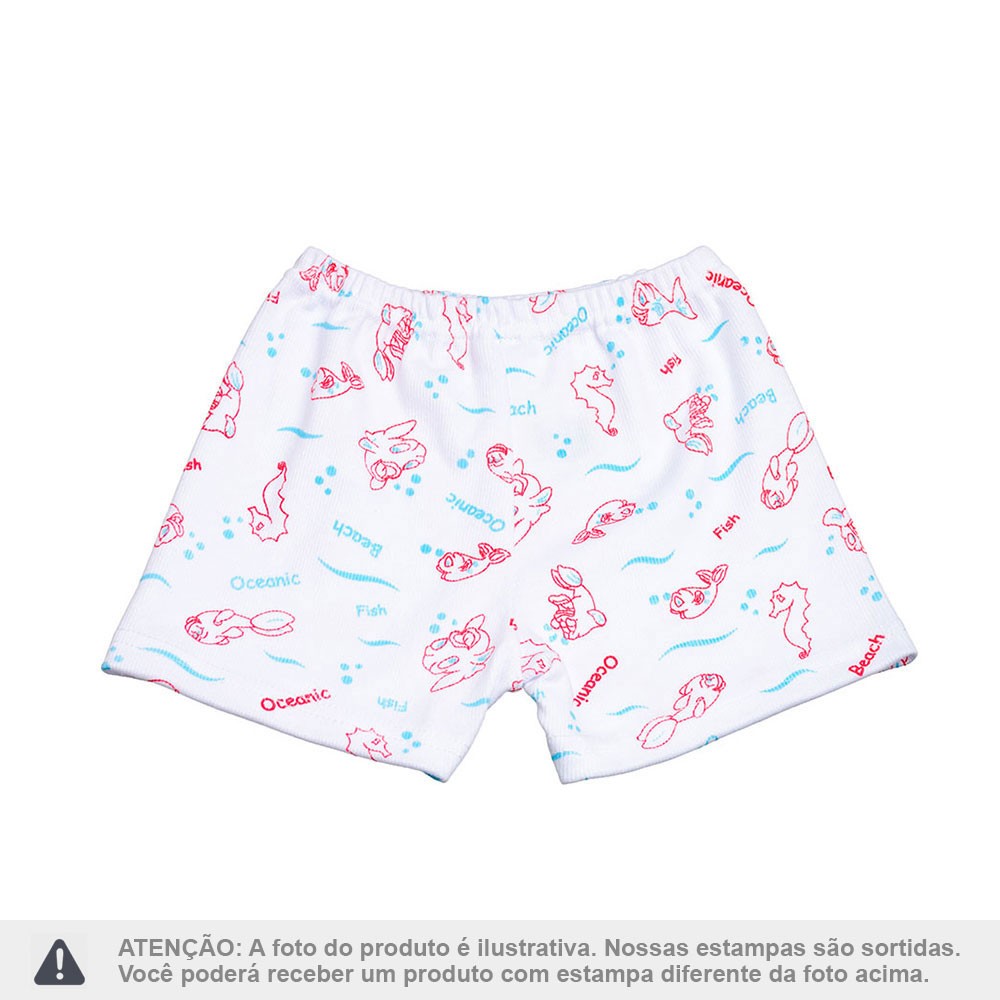 Oceanic
Oceanic
Fish
ach
Beach
Fish
Oceanic
Beach
Fish
Oceanic
Fish
Beach
Oceanic
Oceanic
Fish
ATENÇÃO: A foto do produto é ilustrativa. Nossas estampas são sortidas.
Você poderá receber um produto com estampa diferente da foto acima.